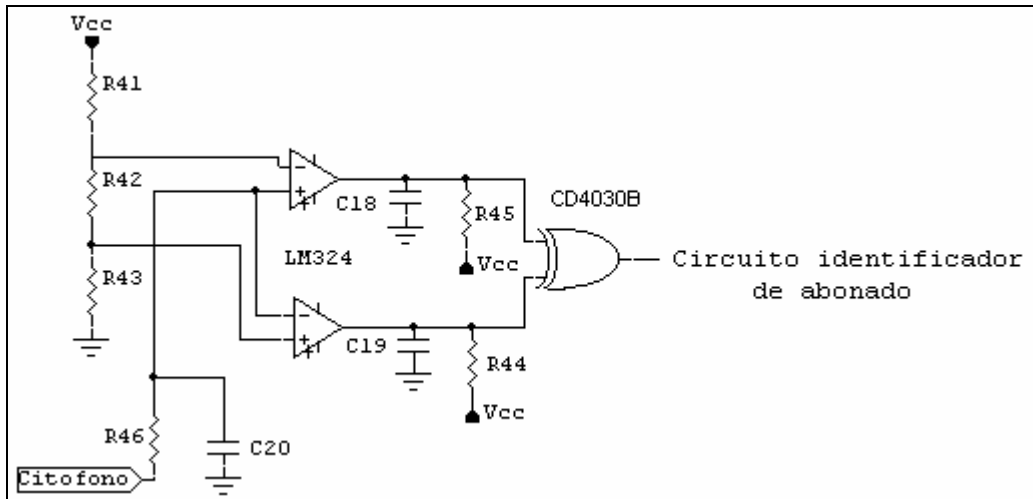 Vcc
R41
R42
R43
C18
R45
Vcc
CD4030B
LM324
Circuito identificador
de abonado
C19
R44
Vcc
R46
C20
Citofono